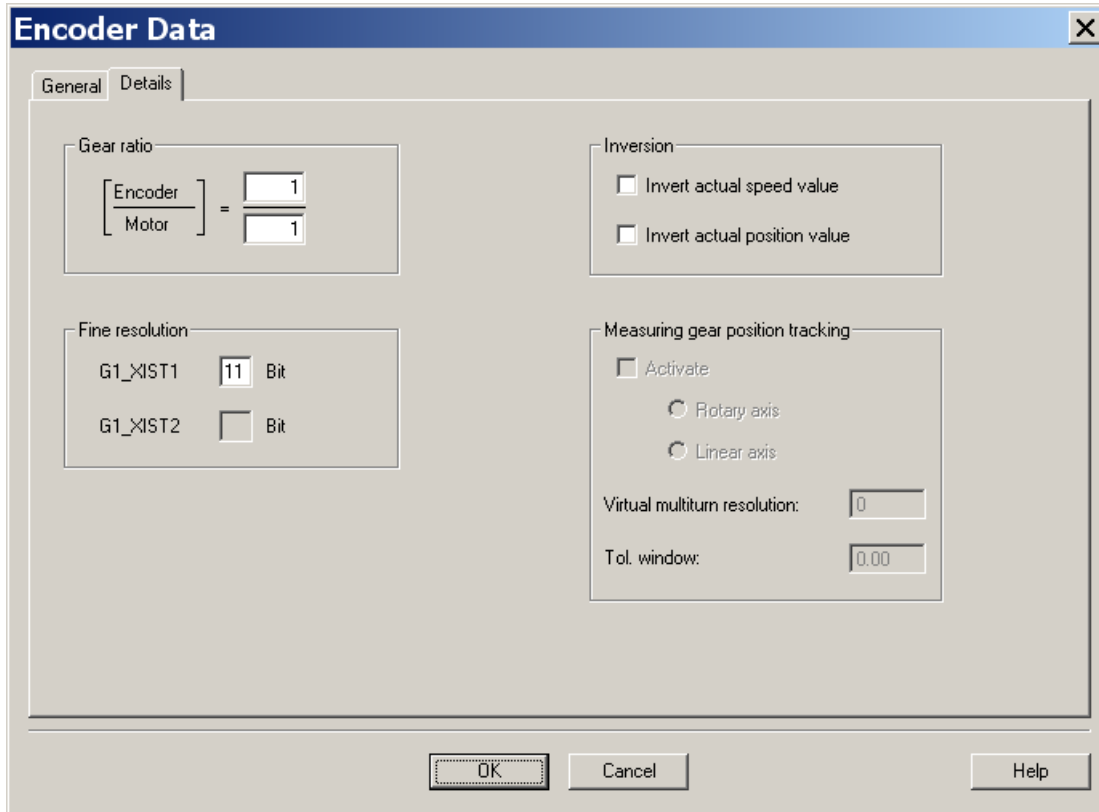 Encoder Data
General Details
Gear ratio
Encoder
Motor
=
1
1
Fine resolution
G1_XIST1 11 Bit
G1_XIST2 Bit
Inversion
Invert actual speed value
Invert actual position value
Measuring gear position tracking
Activate
Rotary axis
Linear axis
Virtual multiturn resolution: 0
Tol. window: 0.00
OK Cancel Help